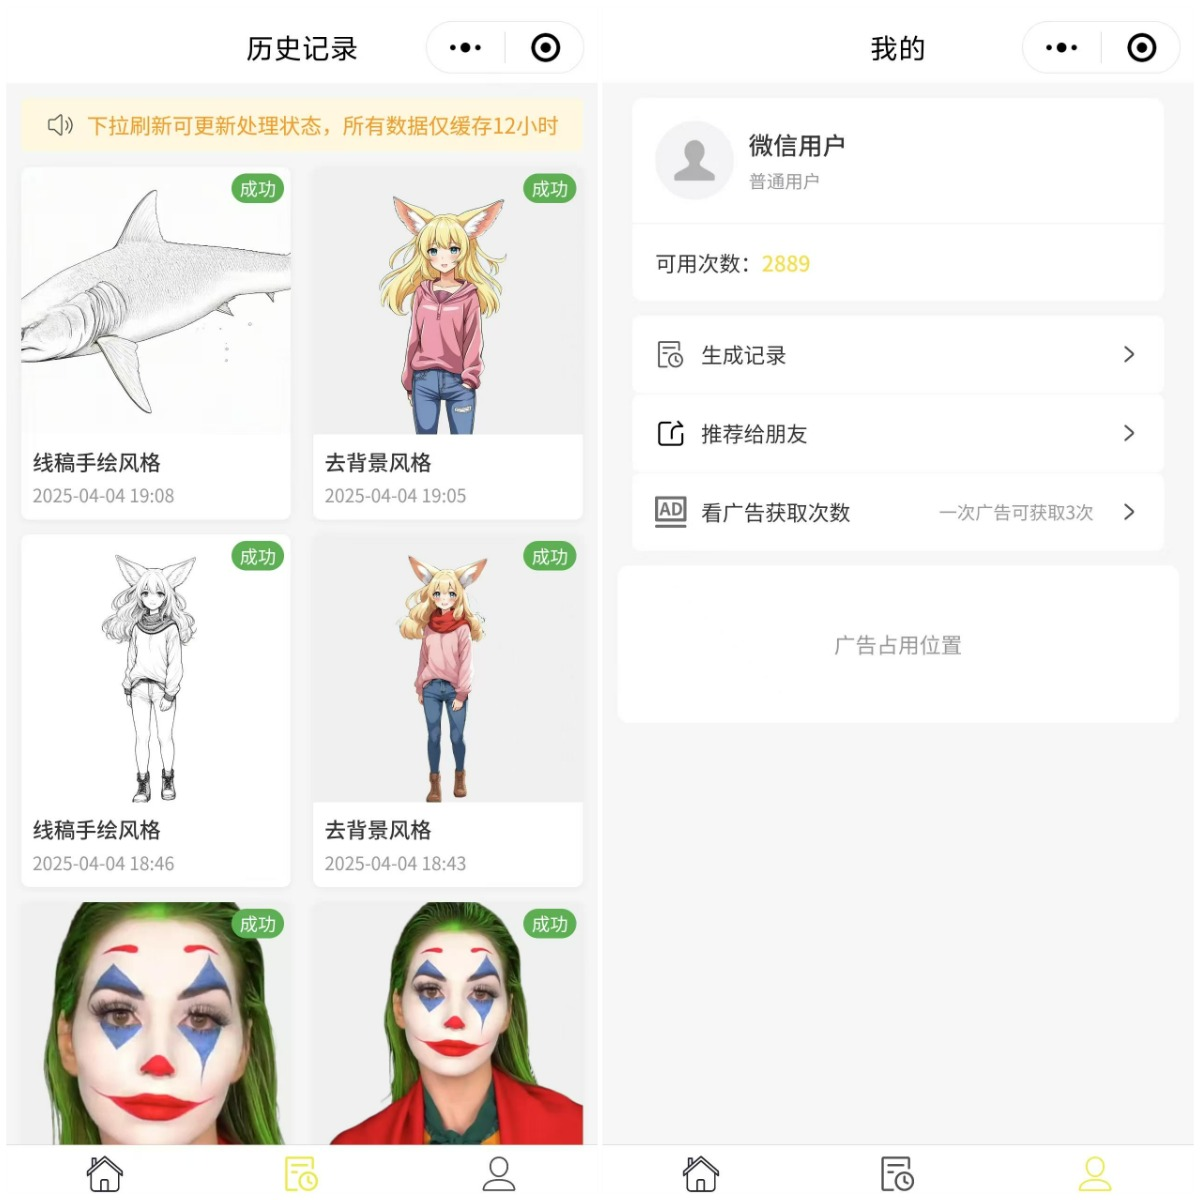 历史记录
下拉刷新可更新处理状态，所有数据仅缓存12小时
成功
成功
线稿手绘风格
2025-04-04 19:08
去背景风格
2025-04-04 19:05
成功
成功
线稿手绘风格
2025-04-04 18:46
去背景风格
2025-04-04 18:43
成功
成功
我的
微信用户
普通用户
可用次数：2889
生成记录
推荐给朋友
AD 看广告获取次数 一次广告可获取3次
广告占用位置